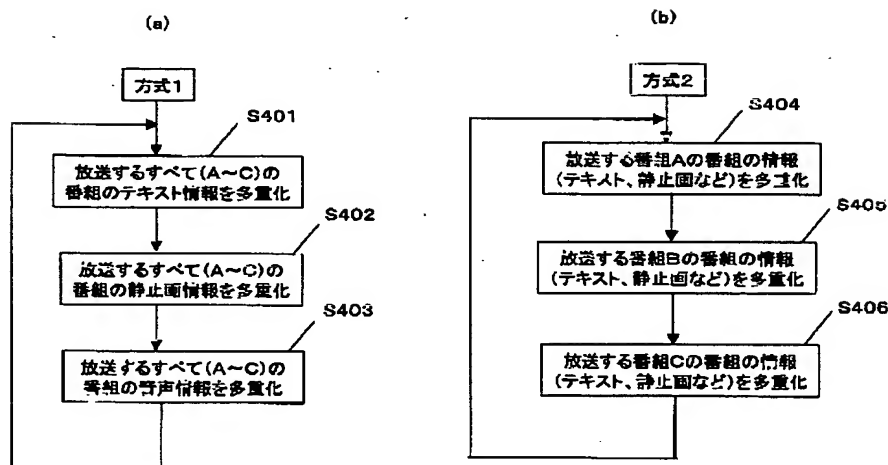 (a)
方式1
S401
放送するすべて(A~C)の
番組のテキスト情報を多重化
S402
放送するすべて(A~C)の
番組の静止画情報を多重化
S403
放送するすべて(A~C)の
番組の音声情報を多重化
(b)
方式2
S404
放送する番組Aの番組の情報
(テキスト、静止画など)を多重化
S405
放送する番組Bの番組の情報
(テキスト、静止画など)を多重化
S406
放送する番組Cの番組の情報
(テキスト、静止画など)を多重化